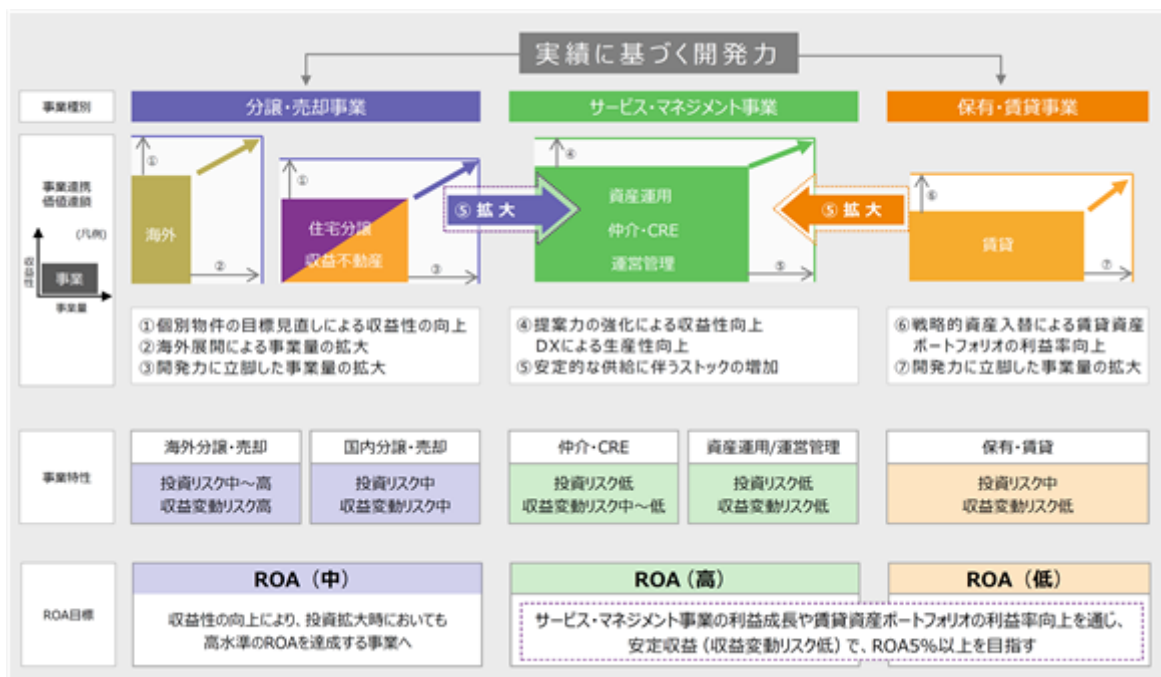 実績に基づく開発力
事業種別
分譲・売却事業
サービス・マネジメント事業
保有・賃貸事業
事業連携
価値連鎖
(凡例)
収益性
事業
事業量
①
海外
②
①
住宅分譲
収益不動産
③
⑤拡大
④
資産運用
仲介・CRE
運営管理
⑤
⑤拡大
⑥
賃貸
⑦
①個別物件の目標見直しによる収益性の向上
②海外展開による事業量の拡大
③開発力に立脚した事業量の拡大
④提案力の強化による収益性向上
DXによる生産性向上
⑤安定的な供給に伴うストックの増加
⑥戦略的資産入替による賃貸資産
ポートフォリオの利益率向上
⑦開発力に立脚した事業量の拡大
事業特性
海外分譲・売却
投資リスク中～高
収益変動リスク高
国内分譲・売却
投資リスク中
収益変動リスク中
仲介・CRE
投資リスク低
収益変動リスク中～低
資産運用/運営管理
投資リスク低
収益変動リスク低
保有・賃貸
投資リスク中
収益変動リスク低
ROA目標
ROA（中）
収益性の向上により、投資拡大時においても
高水準のROAを達成する事業へ
ROA（高）
ROA（低）
サービス・マネジメント事業の利益成長や賃貸資産ポートフォリオの利益率向上を通じ、
安定収益（収益変動リスク低）で、ROA5%以上を目指す